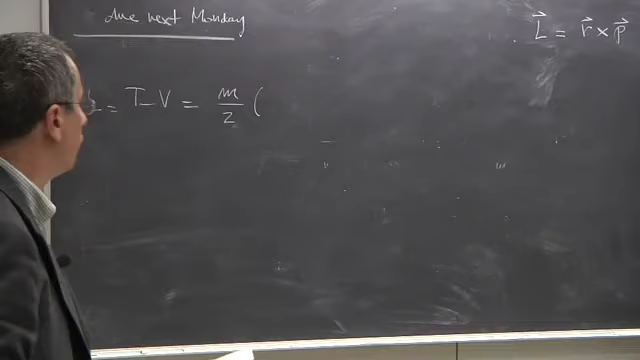 due next Monday
L⃗ = r⃗ × p⃗
L = T - V = m/2 (